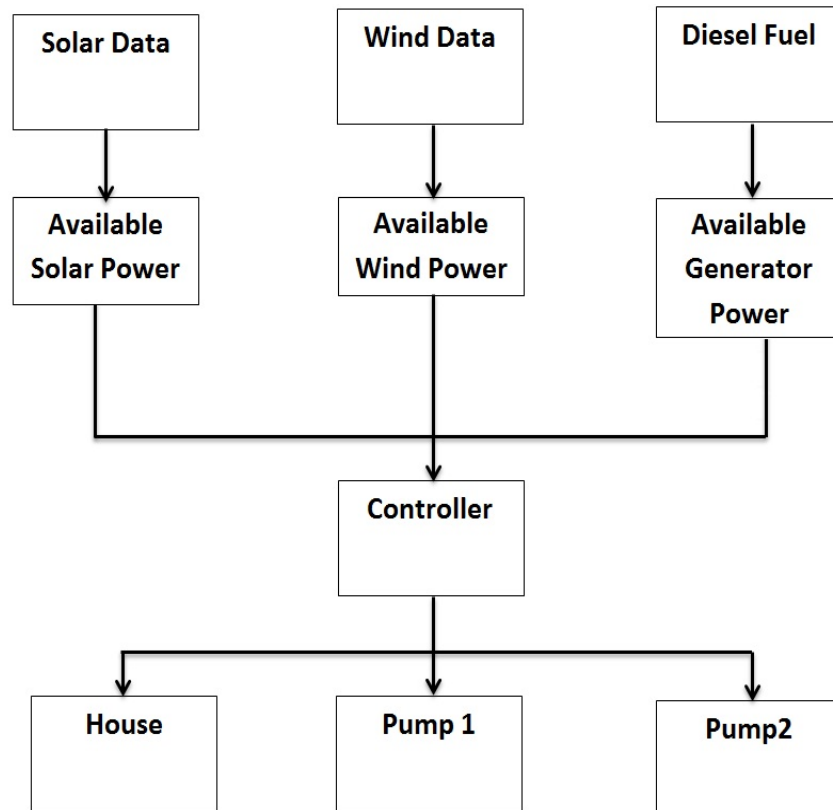 Solar Data
Wind Data
Diesel Fuel
Available
Solar Power
Available
Wind Power
Available
Generator
Power
Controller
House
Pump 1
Pump2